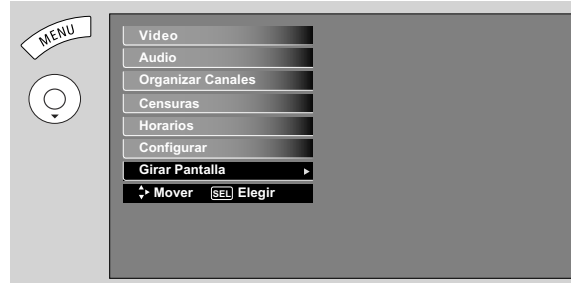 MENU
Video
Audio
Organizar Canales
Censuras
Horarios
Configurar
Girar Pantalla
Mover SEL Elegir